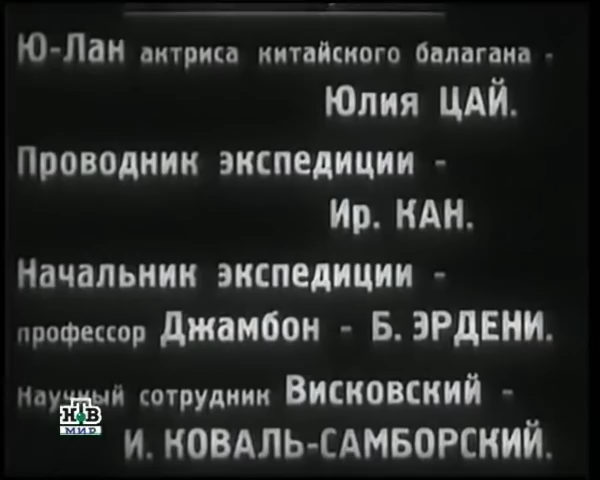 Ю-Лан актриса китайского балагана -
Юлия ЦАЙ.
Проводник экспедиции -
Ир. КАН.
Начальник экспедиции -
профессор Джамбон - Б. ЭРДЕНИ.
Научный сотрудник Висковский -
И. КОВАЛЬ-САМБОРСКИЙ.
НТВ
МИР